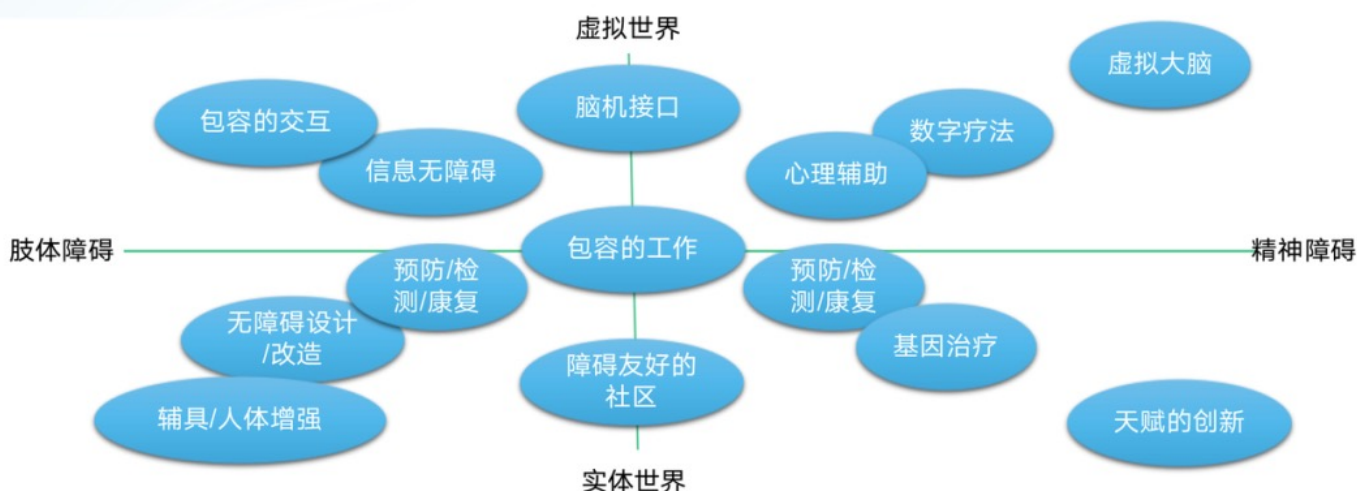 虚拟世界
虚拟大脑
脑机接口
包容的交互
数字疗法
信息无障碍
心理辅助
肢体障碍
包容的工作
精神障碍
预防/检
测/康复
预防/检
测/康复
无障碍设计
/改造
基因治疗
障碍友好的
社区
辅具/人体增强
天赋的创新
实体世界